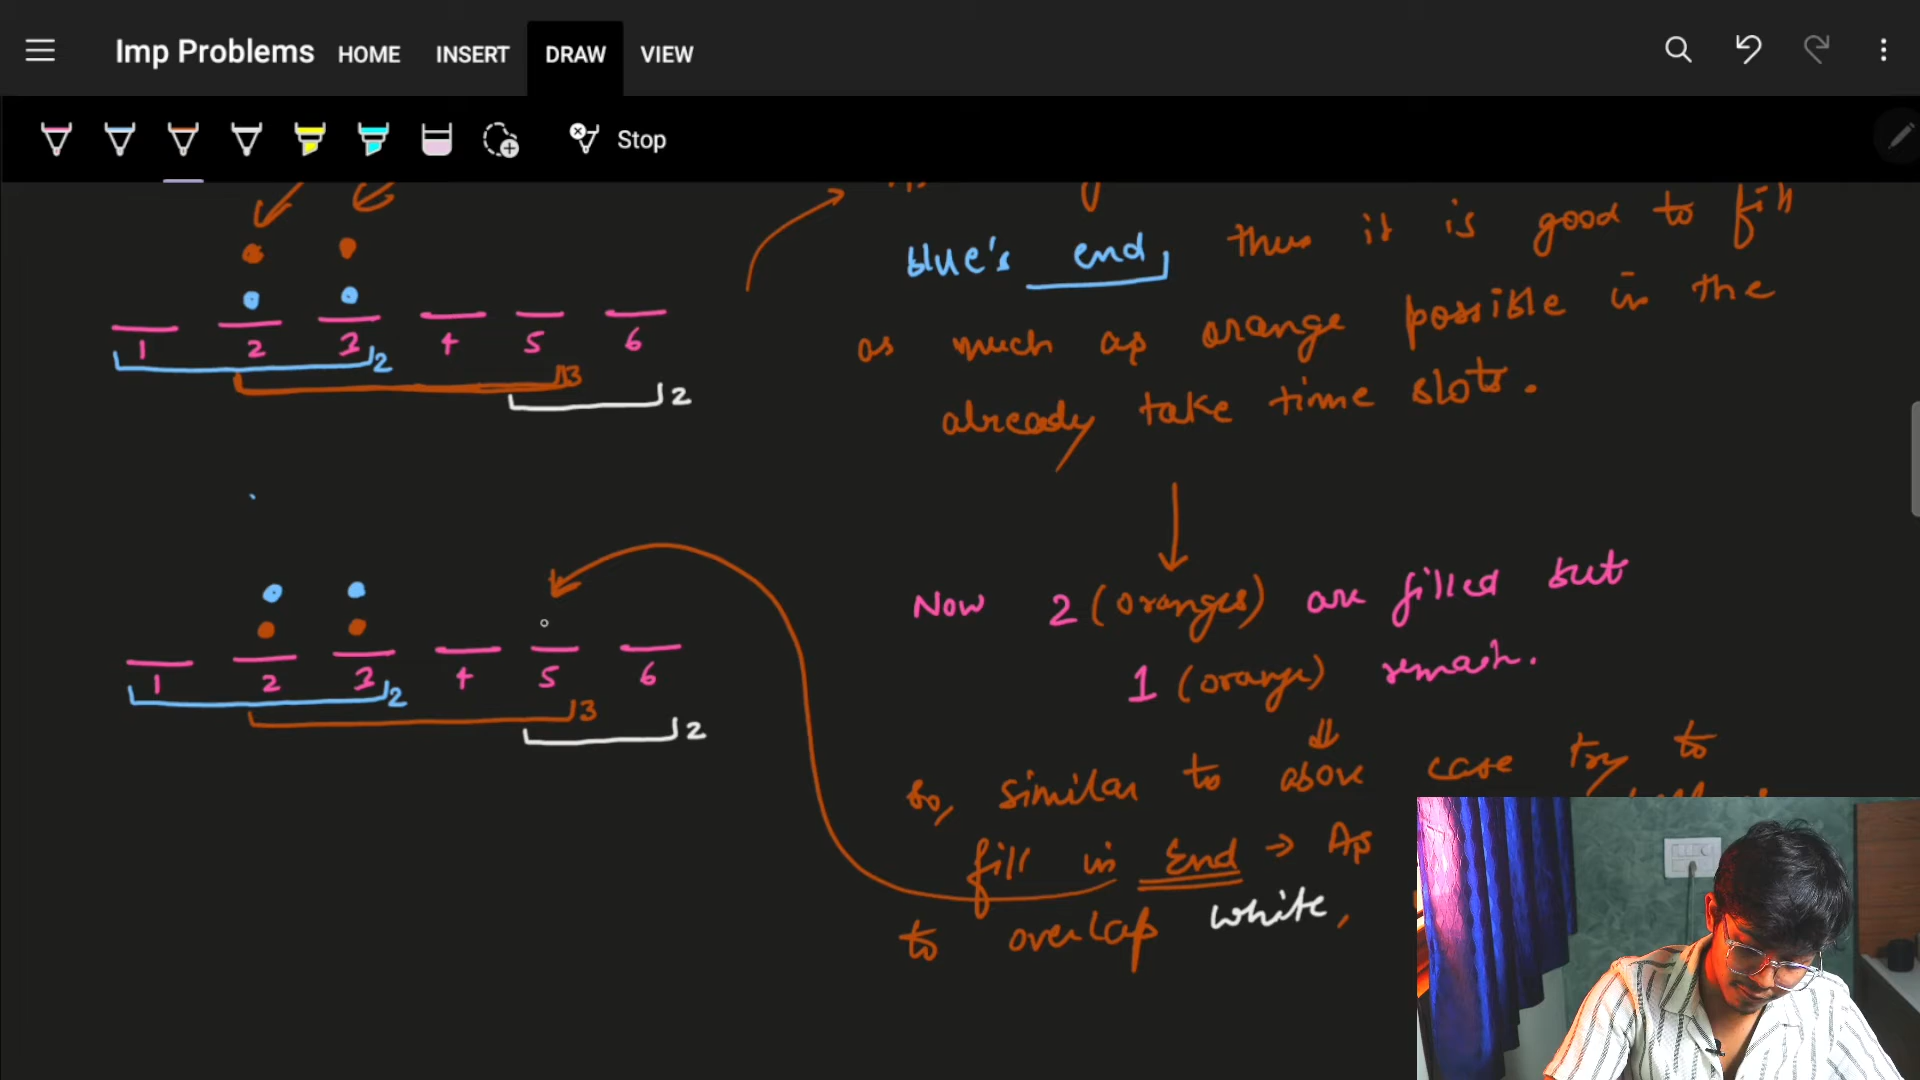 Imp Problems HOME INSERT DRAW VIEW
Stop
blue's end, thus it is good to fill
as much as orange possible in the
already take time slots.
1 2 3 4 5 6
2
3
2
Now 2 (oranges) are filled but
1 (orange) remain.
1 2 3 4 5 6
2
3
2
so, similar to above case try to
fill in End → As
to overlap white,